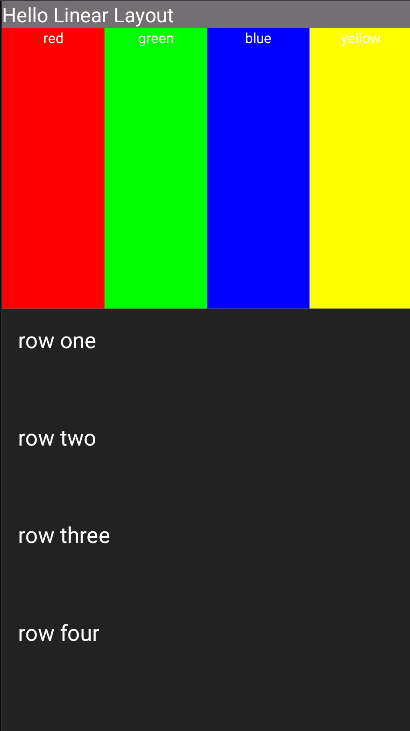 Hello Linear Layout
red green blue yellow
row one
row two
row three
row four